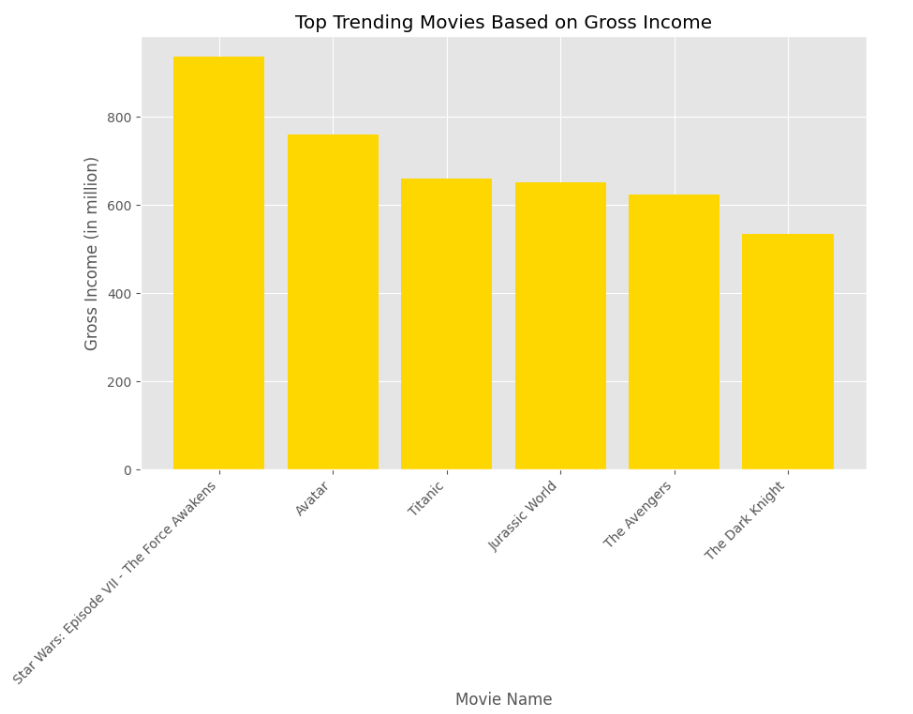 Top Trending Movies Based on Gross Income
Gross Income (in million)
800
600
400
200
0
Star Wars: Episode VII - The Force Awakens
Avatar
Titanic
Jurassic World
The Avengers
The Dark Knight
Movie Name